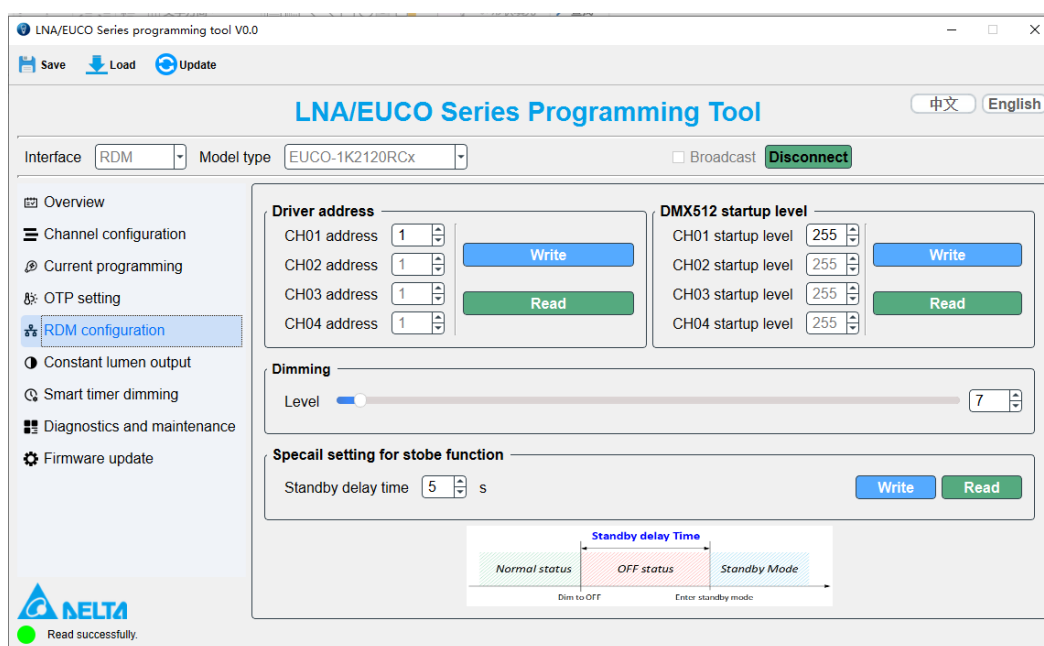 LNA/EUCO Series programming tool V0.0
Save Load Update
LNA/EUCO Series Programming Tool
中文 English
Interface RDM Model type EUCO-1K2120RCx Broadcast Disconnect
Overview
Channel configuration
Current programming
OTP setting
RDM configuration
Constant lumen output
Smart timer dimming
Diagnostics and maintenance
Firmware update
Driver address
CH01 address 1
CH02 address 1
CH03 address 1
CH04 address 1
Write
Read
DMX512 startup level
CH01 startup level 255
CH02 startup level 255
CH03 startup level 255
CH04 startup level 255
Write
Read
Dimming
Level 7
Specail setting for stobe function
Standby delay time 5 s Write Read
Standby delay Time
Normal status OFF status Standby Mode
Dim to OFF Enter standby mode
DELTA
Read successfully.